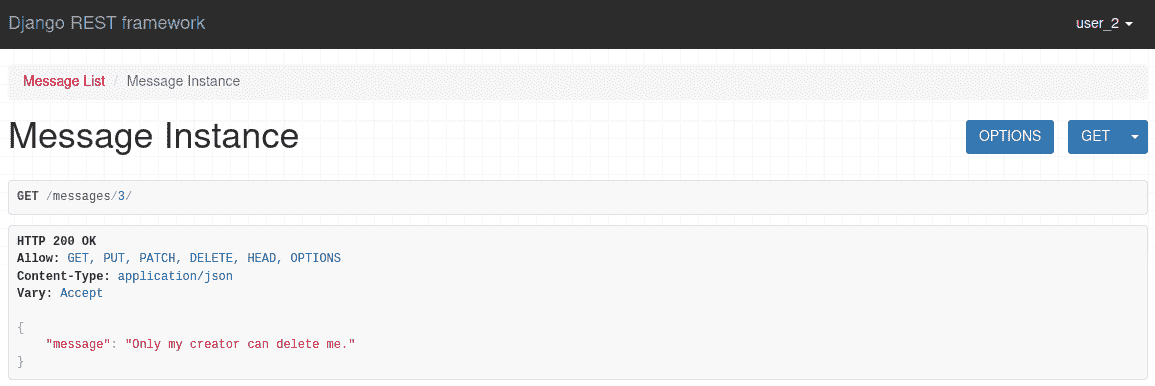 Django REST framework user_2
Message List / Message Instance
Message Instance OPTIONS GET
GET /messages/3/
HTTP 200 OK
Allow: GET, PUT, PATCH, DELETE, HEAD, OPTIONS
Content-Type: application/json
Vary: Accept
{
    "message": "Only my creator can delete me."
}